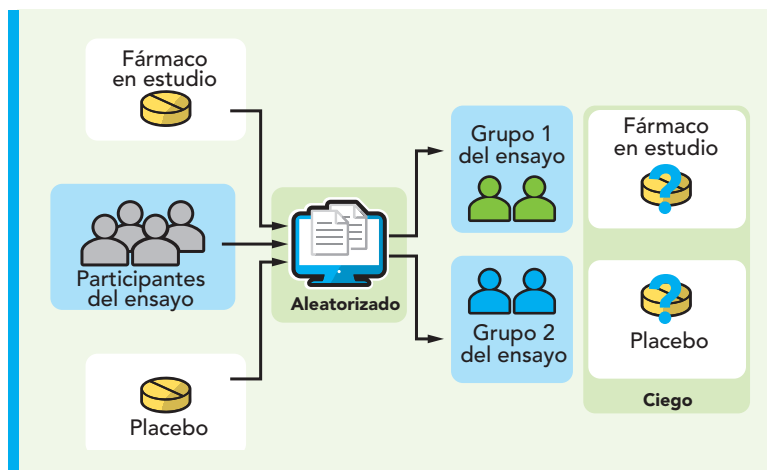 Fármaco
en estudio
Participantes
del ensayo
Placebo
Aleatorizado
Grupo 1
del ensayo
Grupo 2
del ensayo
Fármaco
en estudio
?
?
Placebo
Ciego